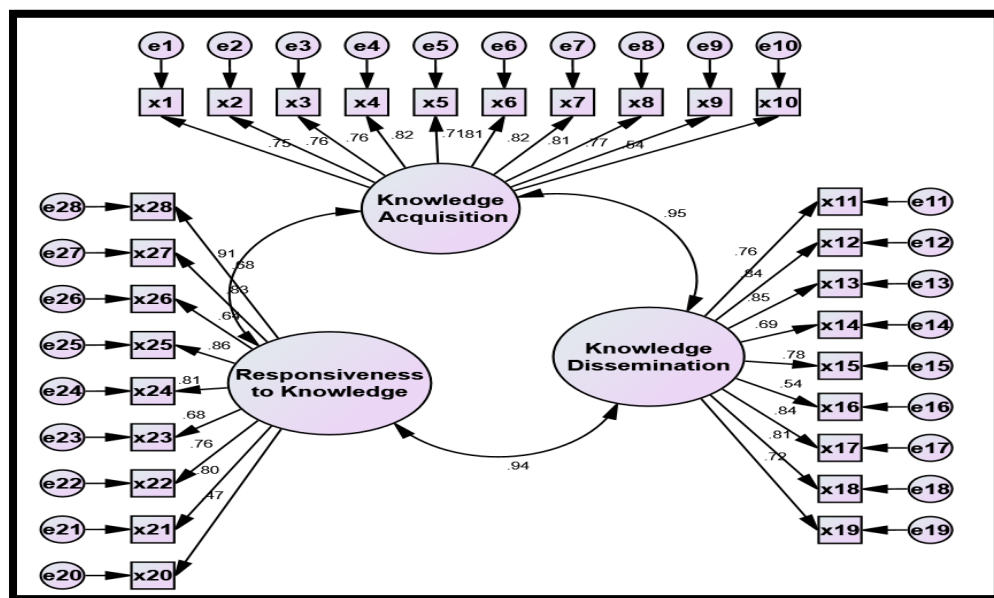 e1 e2 e3 e4 e5 e6 e7 e8 e9 e10
x1 x2 x3 x4 x5 x6 x7 x8 x9 x10
.75 .76 .76 .82 .71 .81 .82 .81 .77 .54
Knowledge
Acquisition
.95
.68
e28 x28
e27 x27
e26 x26
e25 x25
e24 x24
e23 x23
e22 x22
e21 x21
e20 x20
.91
.83
.64
.86
.81
.68
.76
.80
.47
Responsiveness
to Knowledge
.94
Knowledge
Dissemination
.76
.84
.85
.69
.78
.54
.84
.81
.72
x11 e11
x12 e12
x13 e13
x14 e14
x15 e15
x16 e16
x17 e17
x18 e18
x19 e19